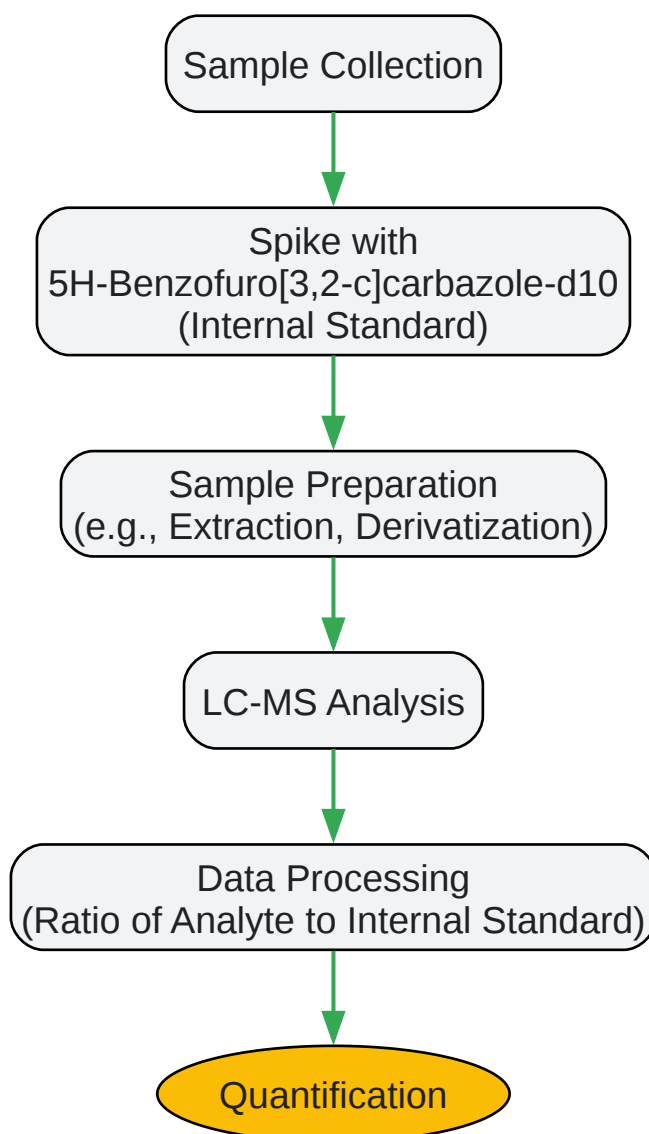 Sample Collection
Spike with
5H-Benzofuro[3,2-c]carbazole-d10
(Internal Standard)
Sample Preparation
(e.g., Extraction, Derivatization)
LC-MS Analysis
Data Processing
(Ratio of Analyte to Internal Standard)
Quantification